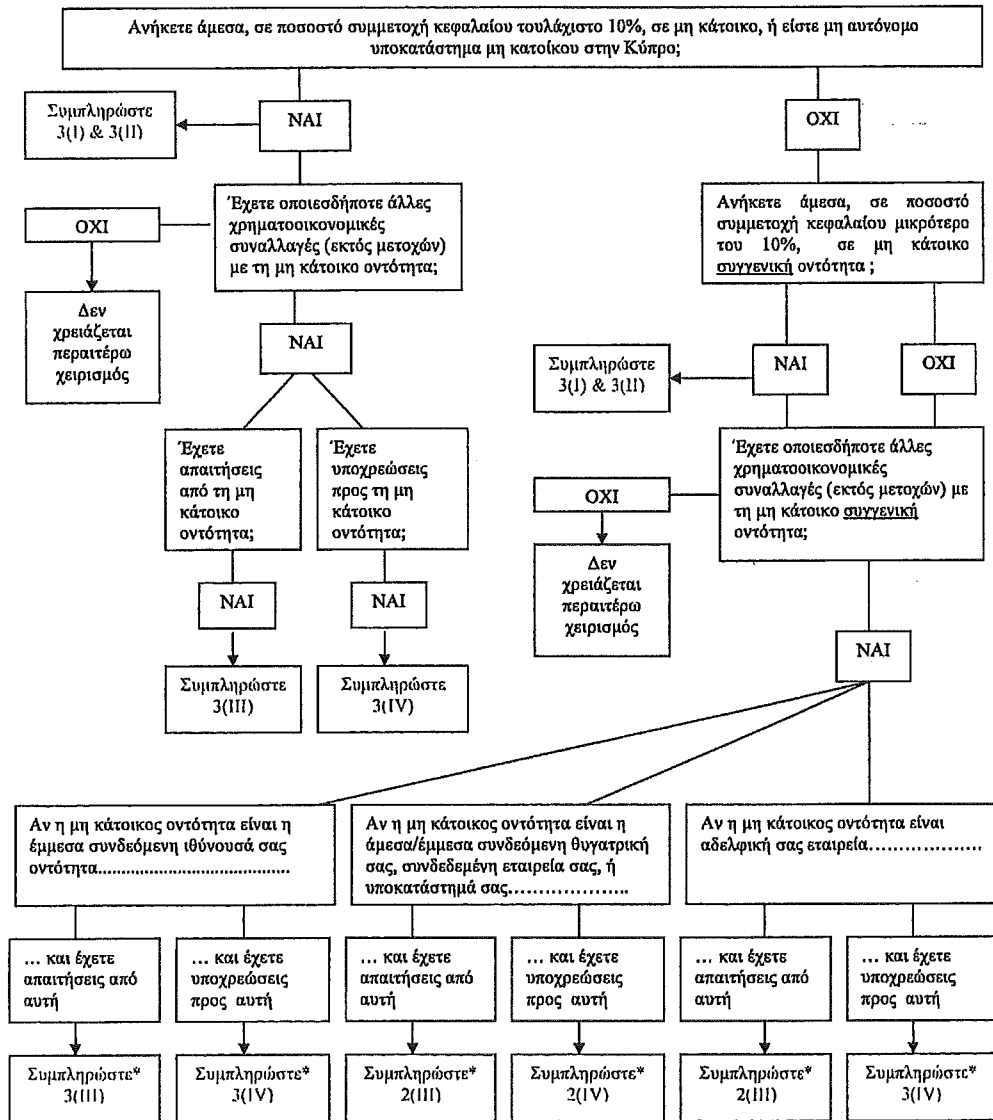 Ανήκετε άμεσα, σε ποσοστό συμμετοχή κεφαλαίου τουλάχιστο 10%, σε μη κάτοικο, ή είστε μη αυτόνομο
υποκατάστημα μη κατοίκου στην Κύπρο;
Συμπληρώστε
3(I) & 3(II)
ΝΑΙ
ΟΧΙ
Έχετε οποιεσδήποτε άλλες
χρηματοοικονομικές
συναλλαγές (εκτός μετοχών)
με τη μη κάτοικο οντότητα;
ΟΧΙ
Δεν
χρειάζεται
περαιτέρω
χειρισμός
ΝΑΙ
Ανήκετε άμεσα, σε ποσοστό
συμμετοχή κεφαλαίου μικρότερο
του 10%, σε μη κάτοικο
συγγενική οντότητα ;
Συμπληρώστε
3(I) & 3(II)
ΝΑΙ
ΟΧΙ
Έχετε
απαιτήσεις
από τη μη
κάτοικο
οντότητα;
Έχετε
υποχρεώσεις
προς τη μη
κάτοικο
οντότητα;
Έχετε οποιεσδήποτε άλλες
χρηματοοικονομικές
συναλλαγές (εκτός μετοχών) με
τη μη κάτοικο συγγενική
οντότητα;
ΟΧΙ
Δεν
χρειάζεται
περαιτέρω
χειρισμός
ΝΑΙ
ΝΑΙ
ΝΑΙ
Συμπληρώστε
3(III)
Συμπληρώστε
3(IV)
Αν η μη κάτοικος οντότητα είναι η
έμμεσα συνδεόμενη ιθύνουσά σας
οντότητα..........................................
Αν η μη κάτοικος οντότητα είναι η
άμεσα/έμμεσα συνδεόμενη θυγατρική
σας, συνδεδεμένη εταιρεία σας, ή
υποκατάστημά σας………………….
Αν η μη κάτοικος οντότητα είναι
αδελφική σας εταιρεία………………
... και έχετε
απαιτήσεις από
αυτή
... και έχετε
υποχρεώσεις
προς αυτή
... και έχετε
απαιτήσεις από
αυτή
... και έχετε
υποχρεώσεις
προς αυτή
... και έχετε
απαιτήσεις από
αυτή
... και έχετε
υποχρεώσεις
προς αυτή
Συμπληρώστε*
3(III)
Συμπληρώστε*
3(IV)
Συμπληρώστε*
2(III)
Συμπληρώστε*
2(IV)
Συμπληρώστε*
2(III)
Συμπληρώστε*
3(IV)